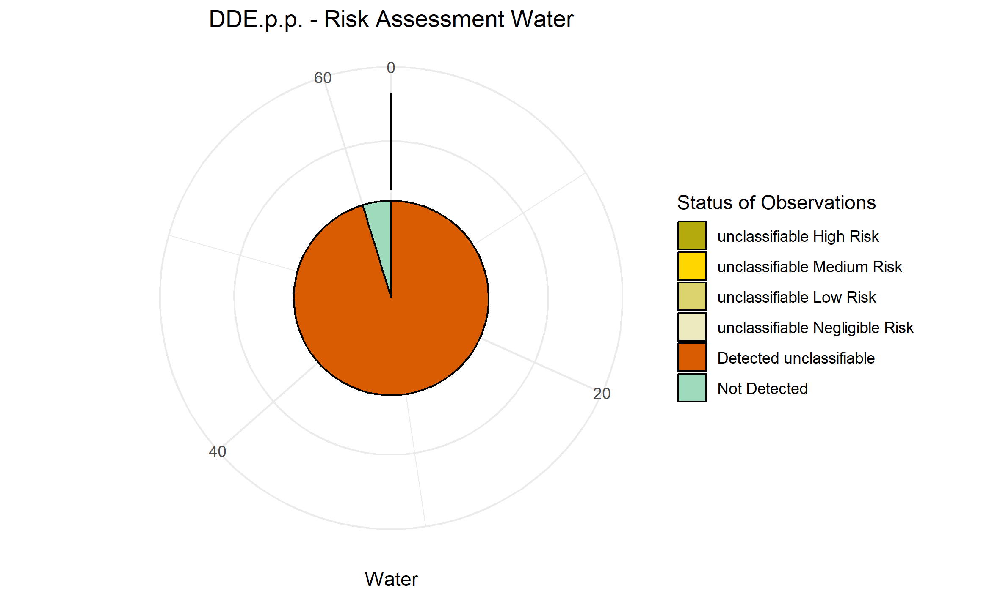 DDE.p.p. - Risk Assessment Water
0
60
20
40
Water
Status of Observations
unclassifiable High Risk
unclassifiable Medium Risk
unclassifiable Low Risk
unclassifiable Negligible Risk
Detected unclassifiable
Not Detected